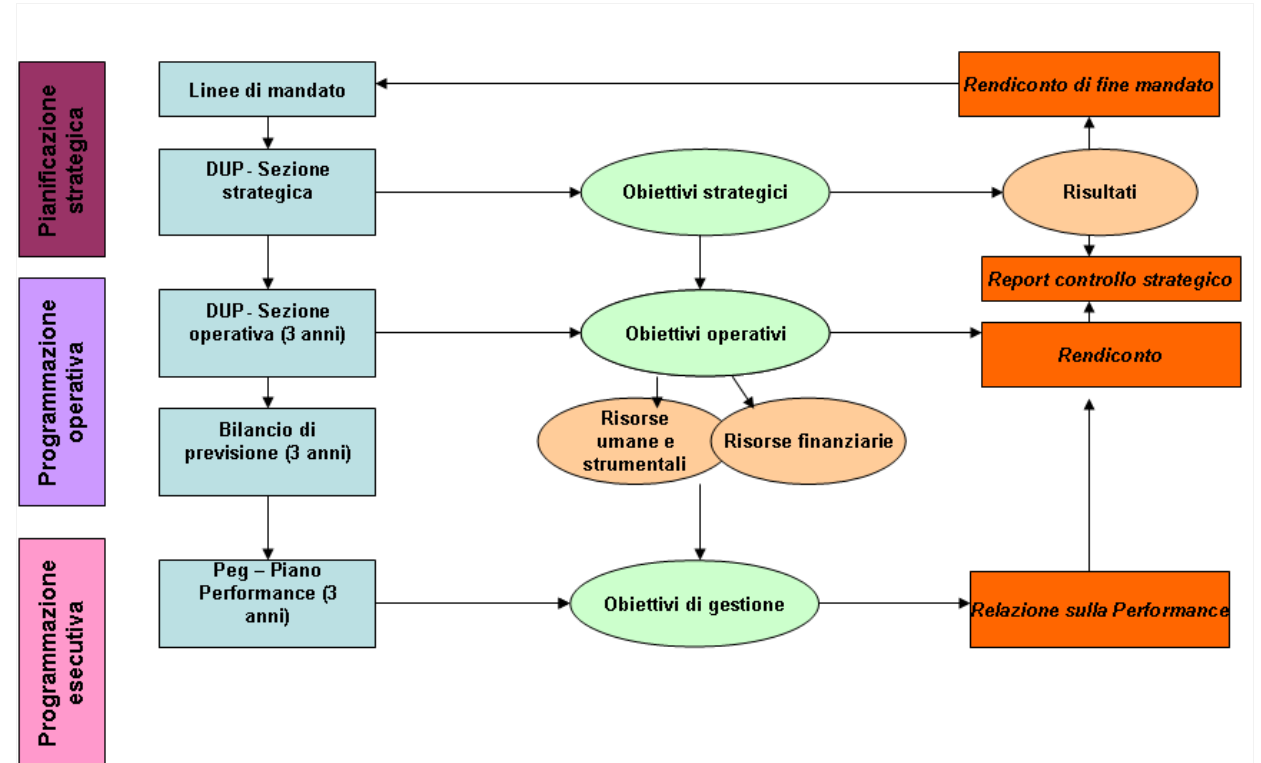 Pianificazione
strategica
Linee di mandato
Rendiconto di fine mandato
DUP - Sezione
strategica
Obiettivi strategici
Risultati
Report controllo strategico
Programmazione
operativa
DUP - Sezione
operativa (3 anni)
Obiettivi operativi
Rendiconto
Bilancio di
previsione (3 anni)
Risorse
umane e
strumentali
Risorse finanziarie
Programmazione
esecutiva
Peg – Piano
Performance (3
anni)
Obiettivi di gestione
Relazione sulla Performance